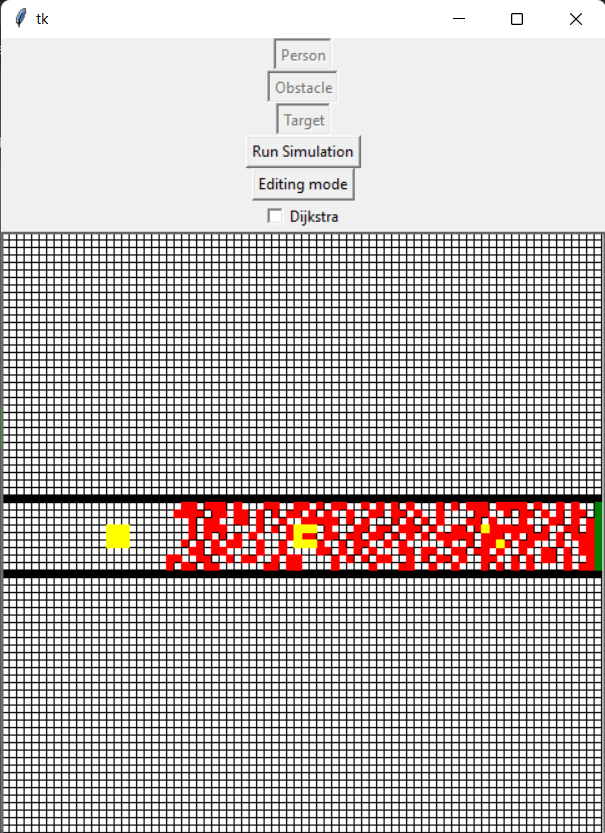 tk
Person
Obstacle
Target
Run Simulation
Editing mode
Dijkstra